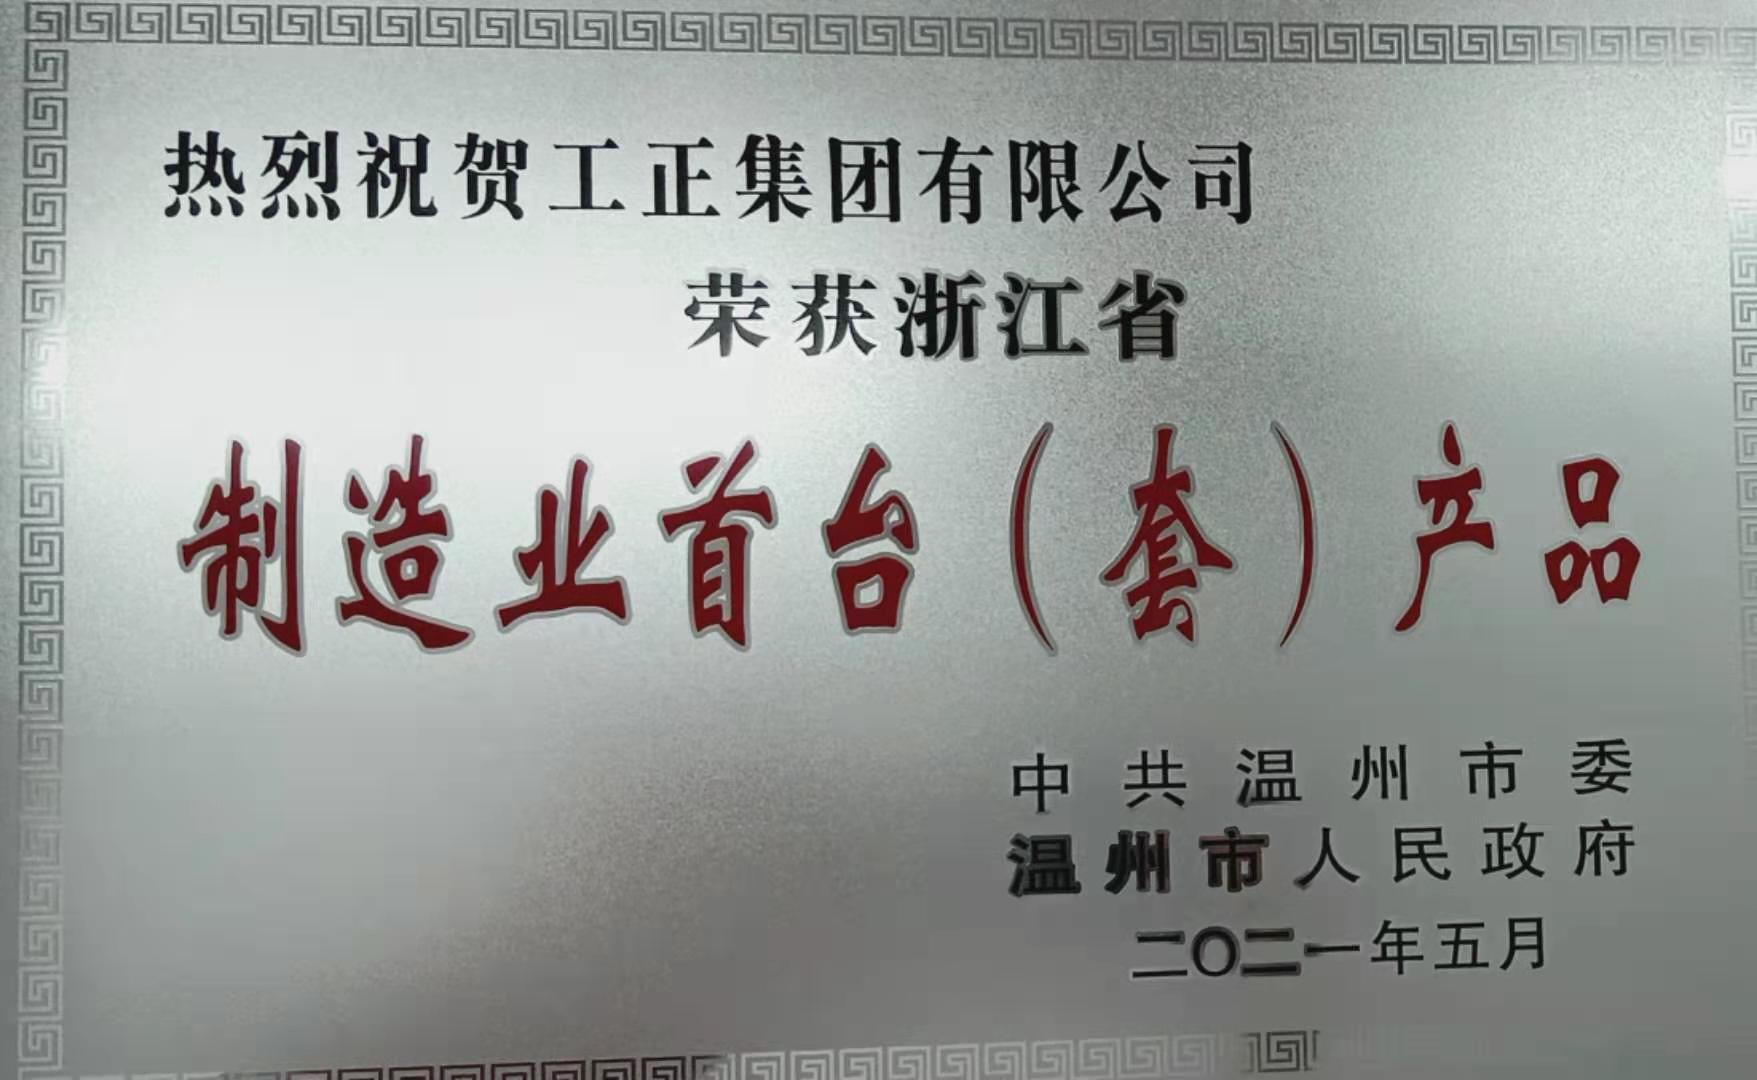 热烈祝贺工正集团有限公司
荣获浙江省
制造业首台（套）产品
中共温州市委
温州市人民政府
二〇二一年五月